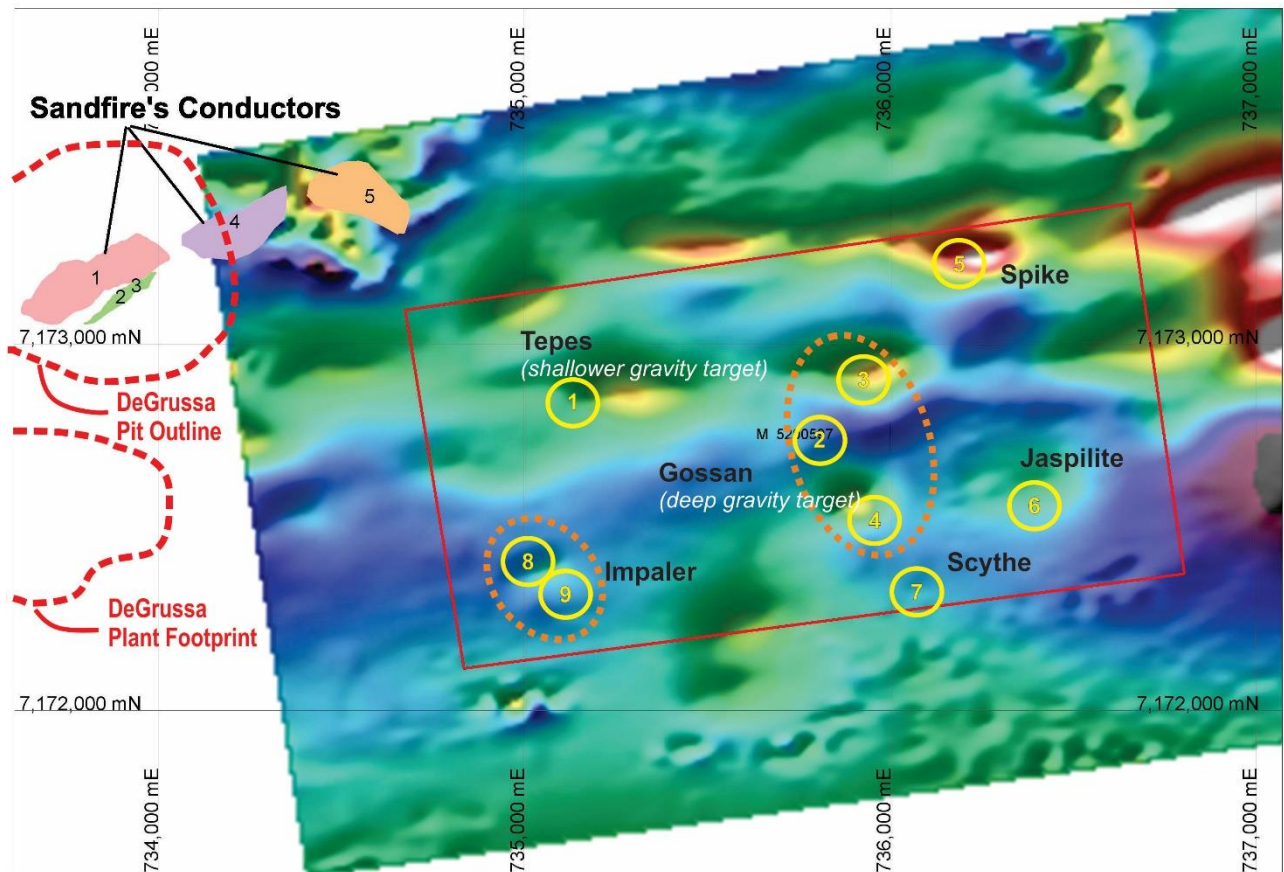 735,000 mE
736,000 mE
737,000 mE
Sandfire's Conductors
5
4
1
2
3
5
Spike
7,173,000 mN
7,173,000 mN
Tepes
(shallower gravity target)
3
1
DeGrussa
Pit Outline
2
Gossan
(deep gravity target)
Jaspilite
4
6
8
9
Impaler
Scythe
7
DeGrussa
Plant Footprint
7,172,000 mN
7,172,000 mN
734,000 mE
735,000 mE
736,000 mE
737,000 mE